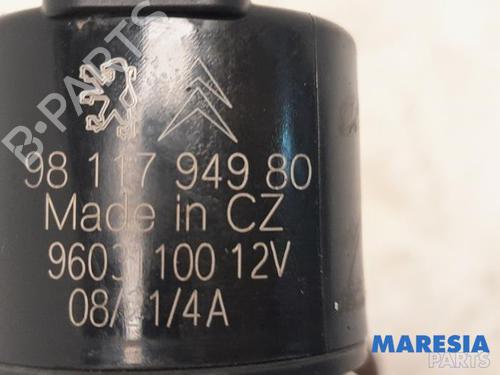 98 117 949 80
Made in CZ
100 12V
B-PARTS
MARESIA
PARTS